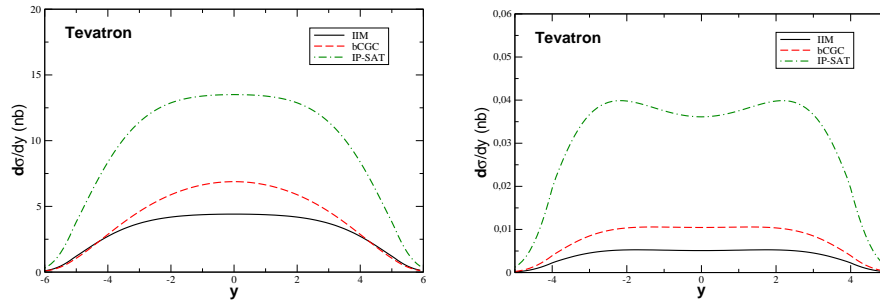 20
15
10
5
0
dσ/dy (nb)
Tevatron
IIM
bCGC
IP-SAT
-6
-4
-2
0
2
4
6
y
0,06
0,05
0,04
0,03
0,02
0,01
0
dσ/dy (nb)
Tevatron
IIM
bCGC
IP-SAT
-4
-2
0
2
4
y